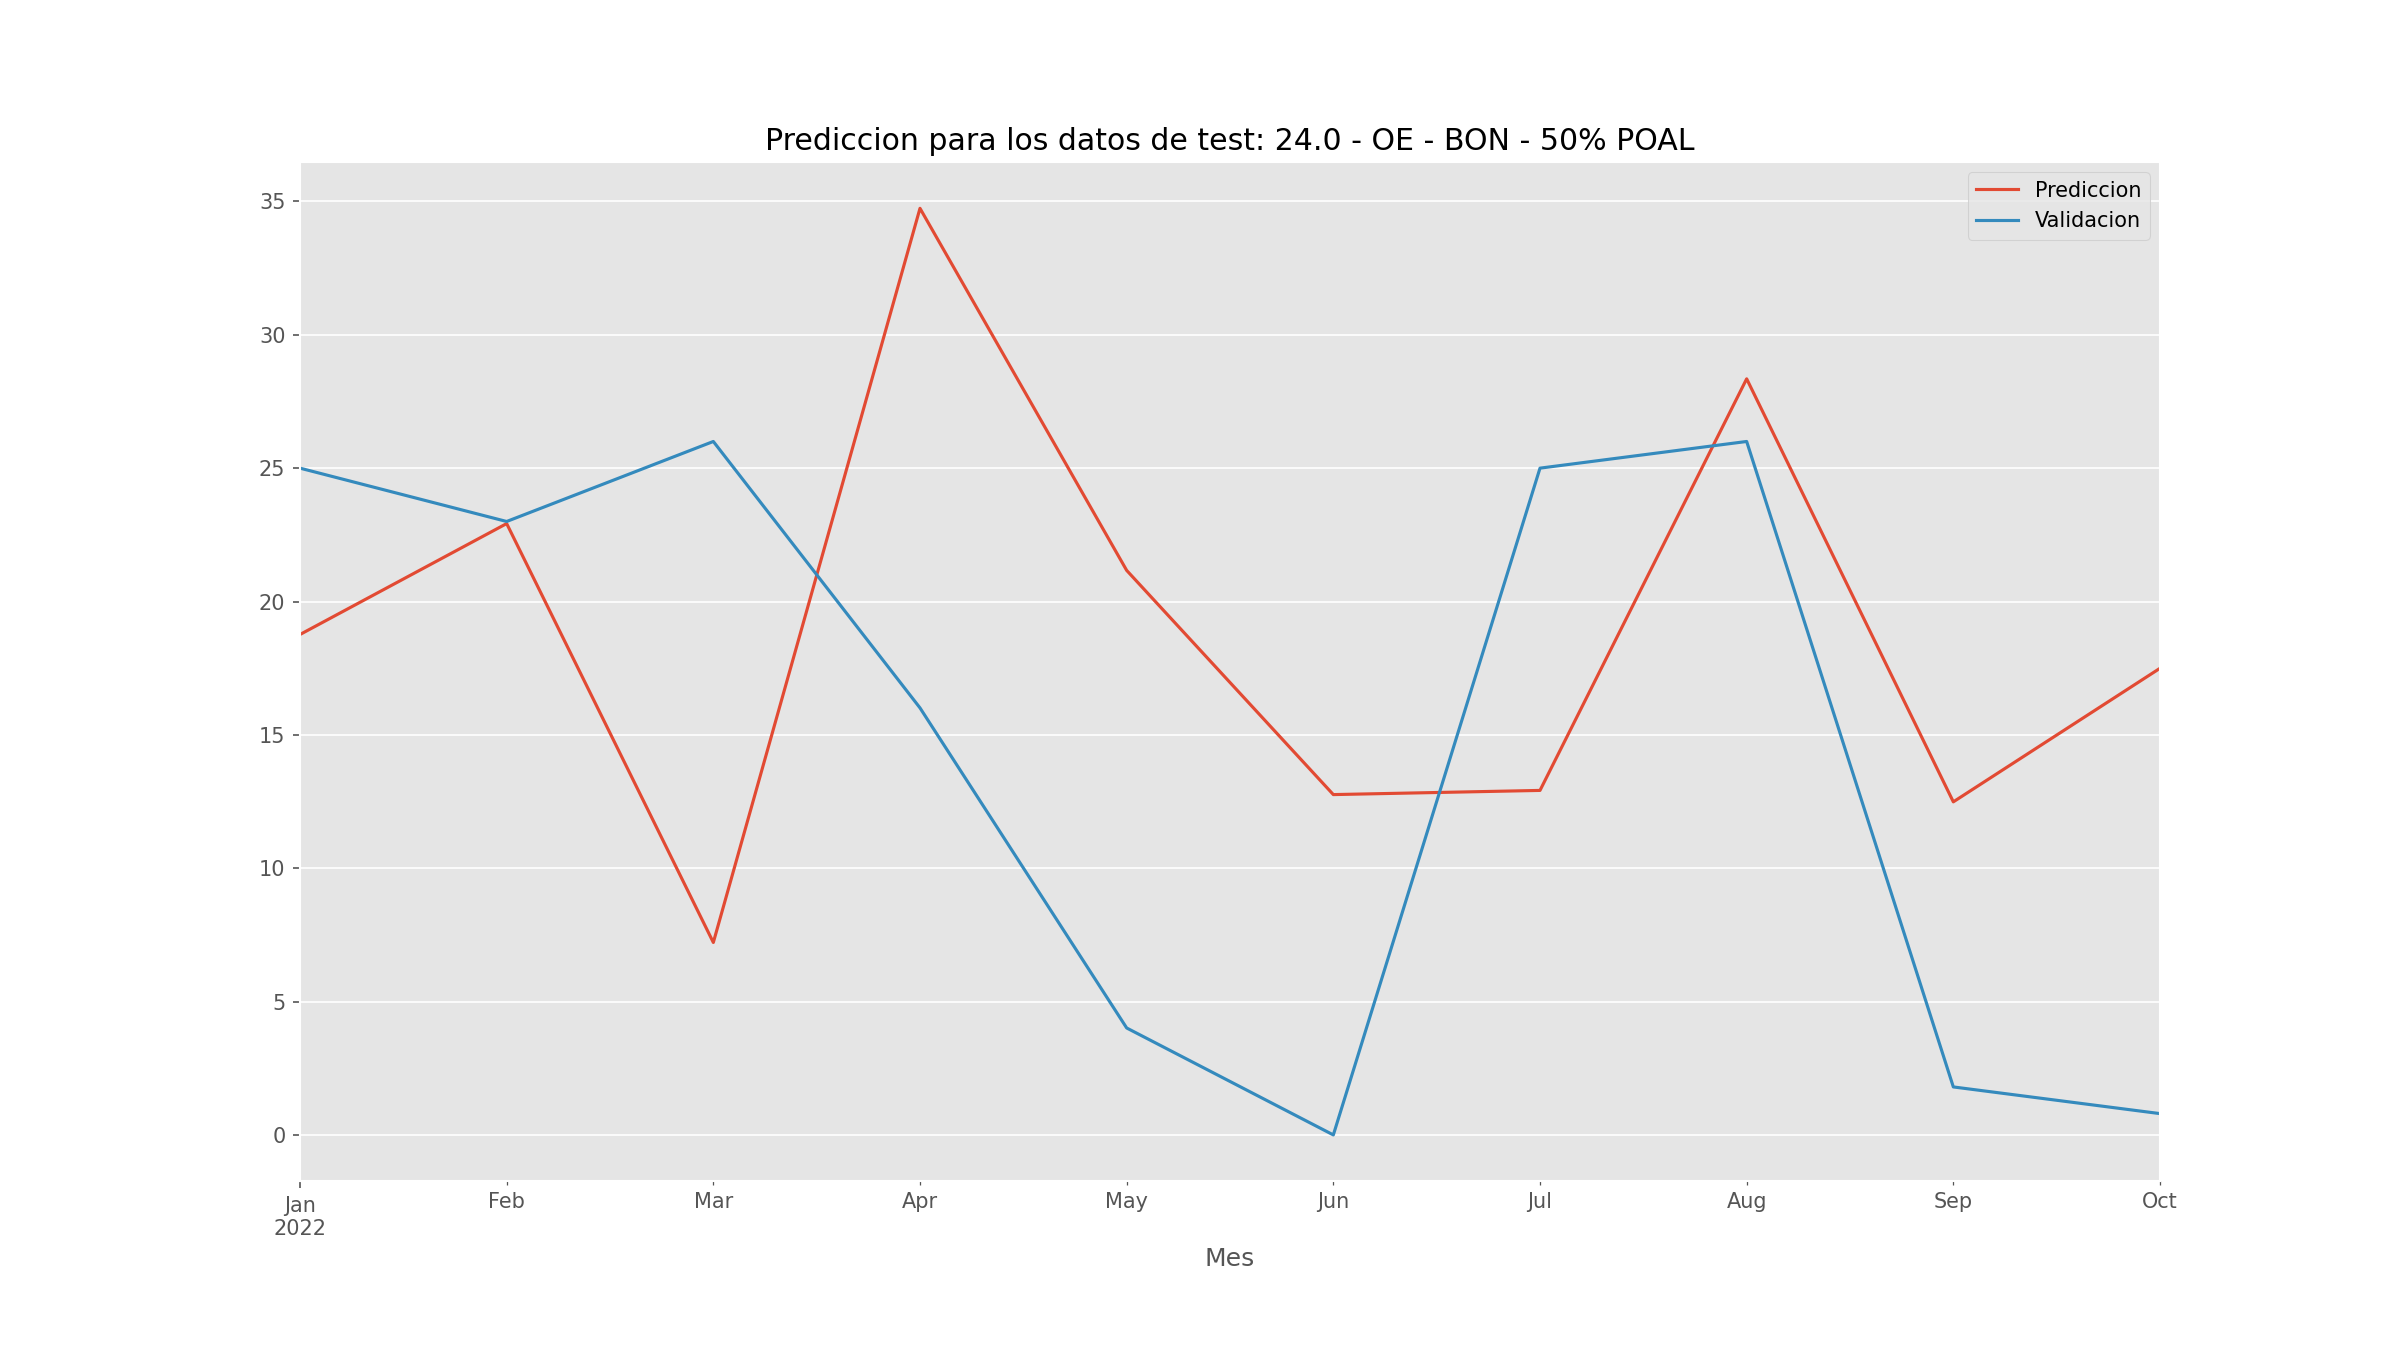 Prediccion para los datos de test: 24.0 - OE - BON - 50% POAL
Prediccion
Validacion
35
30
25
20
15
10
5
0
Jan Feb Mar Apr May Jun Jul Aug Sep Oct
2022
Mes